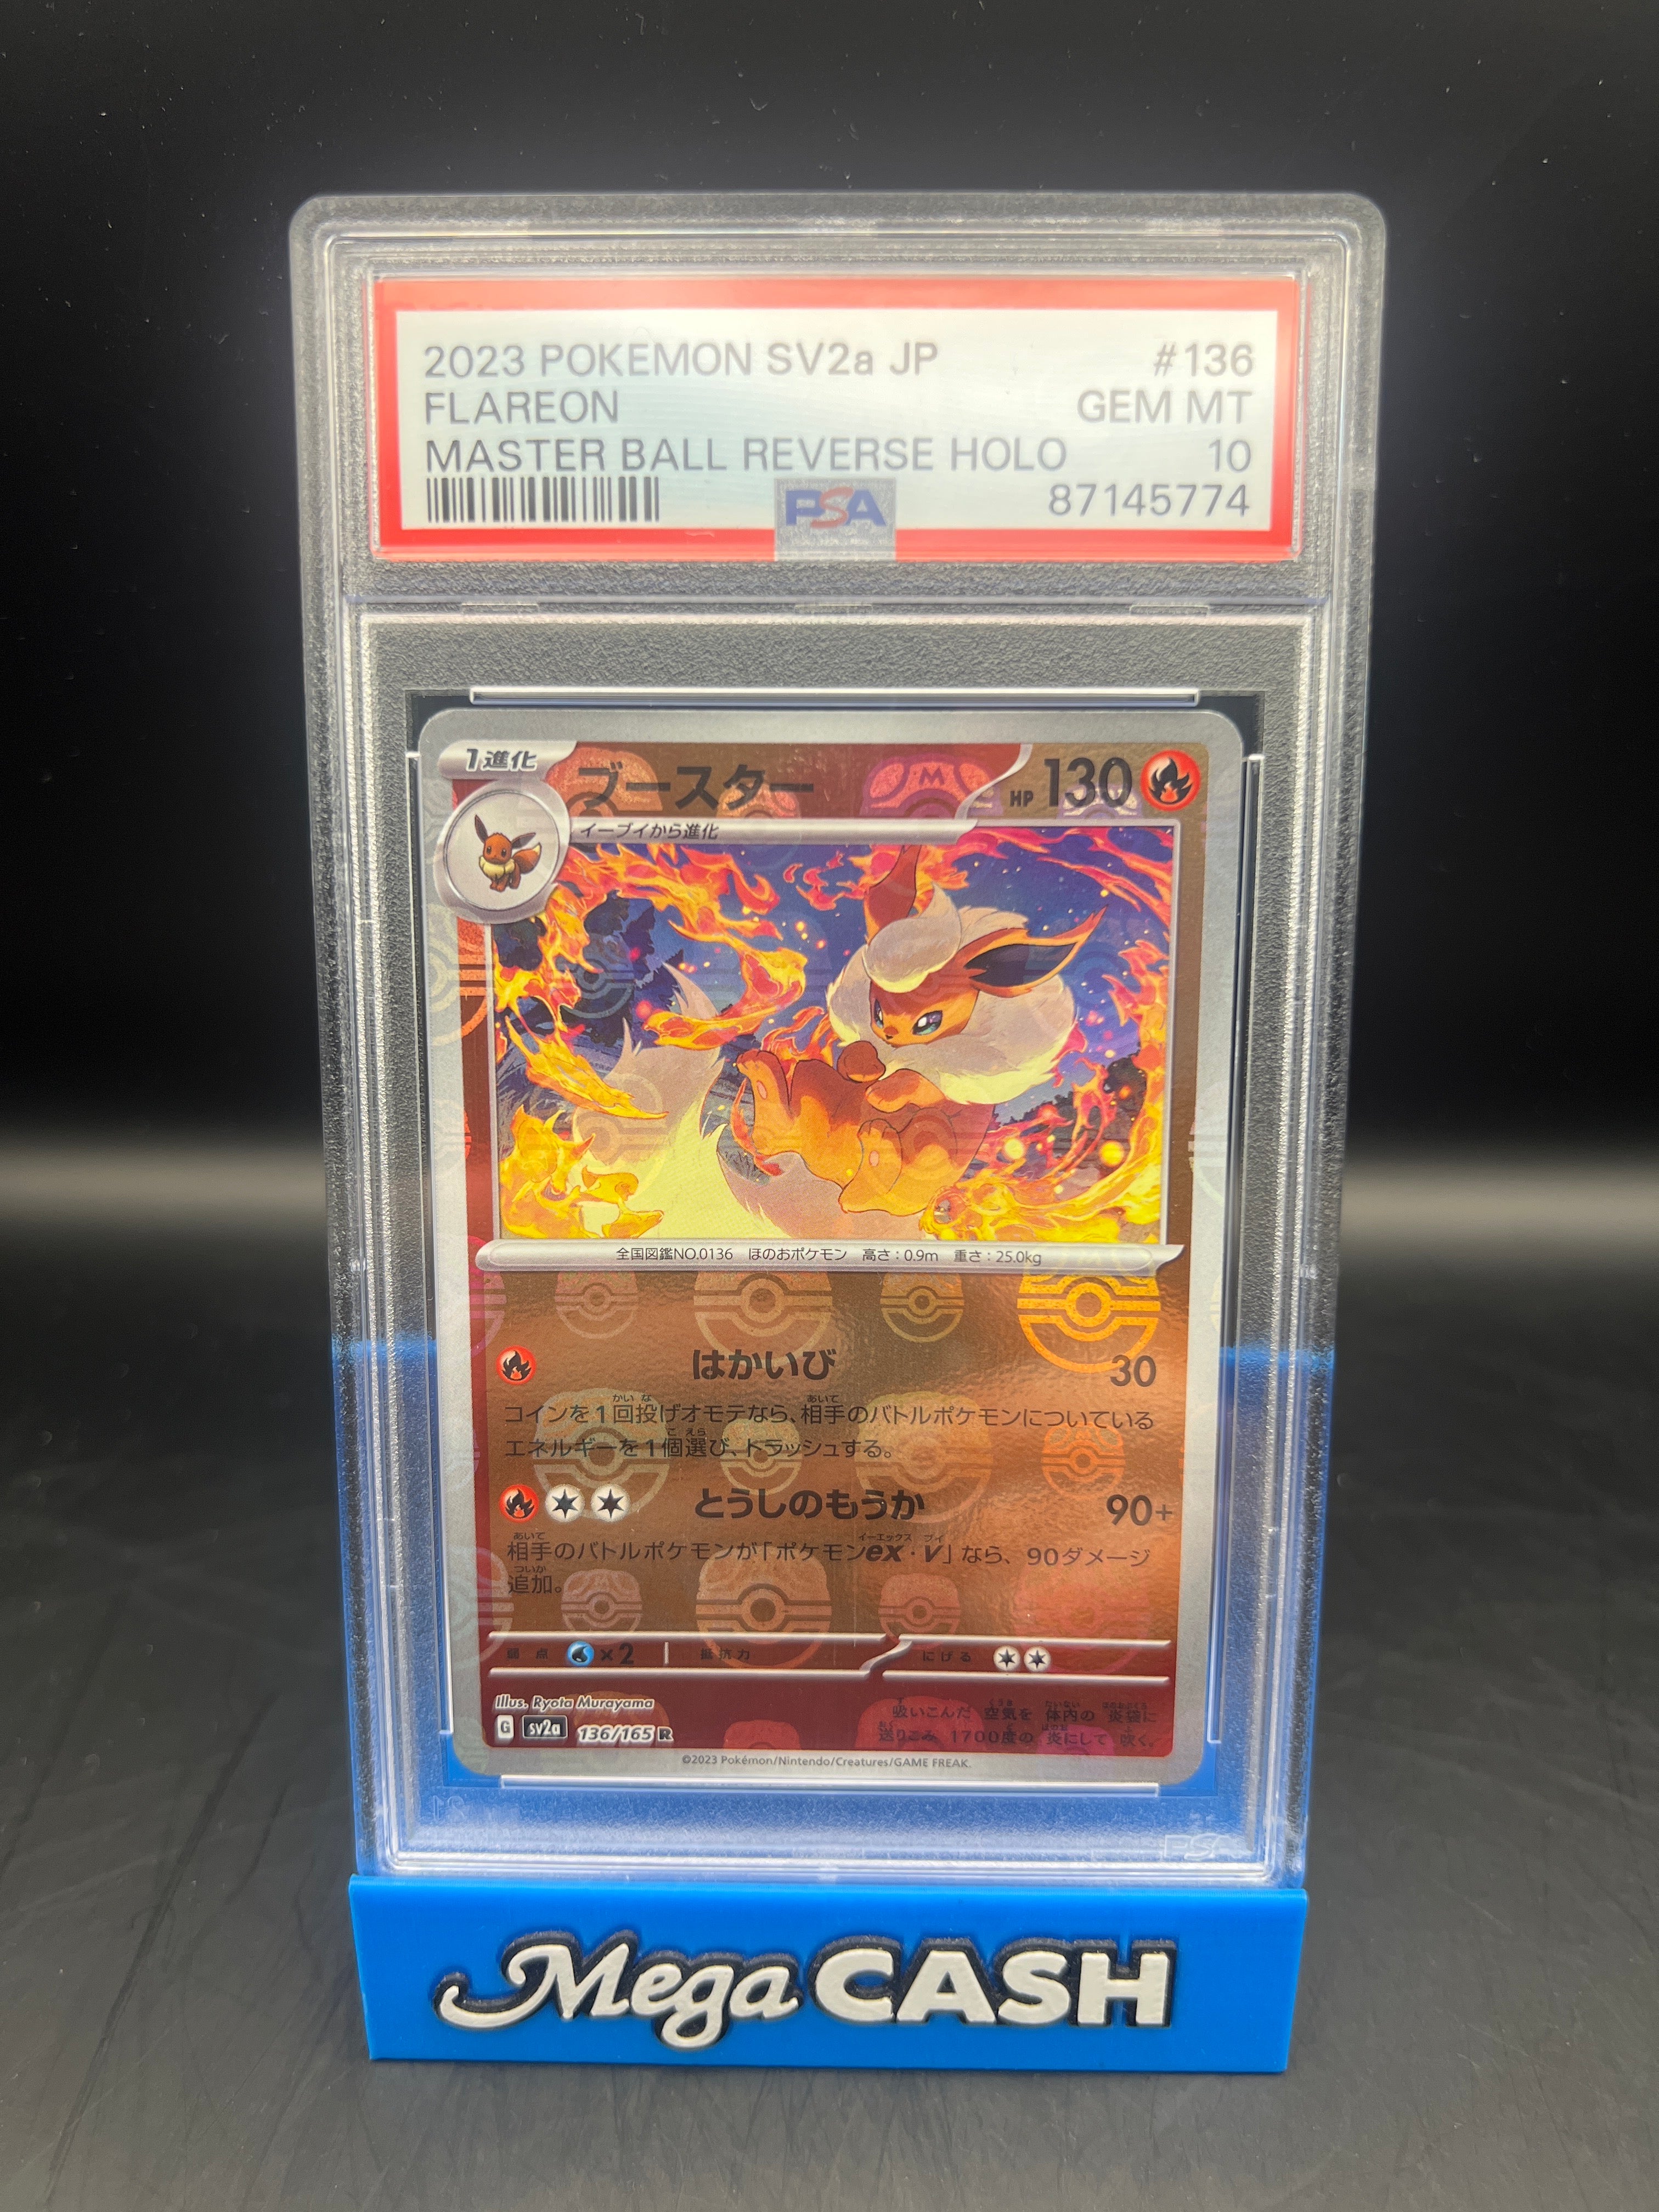 2023 POKEMON SV2a JP #136
FLAREON GEM MT
MASTER BALL REVERSE HOLO 10
PSA 87145774
1進化 ブースター HP 130
イーブイから進化
M
全国図鑑NO.0136 ほのおポケモン 高さ:0.9m 重さ:25.0kg
はかいび 30
コインを1回投げオモテなら、相手のバトルポケモンについている
エネルギーを1個選び、トラッシュする。
とうしのもうか 90+
相手のバトルポケモンが「ポケモンex・V」なら、90ダメージ
追加。
弱点 ×2 抵抗力 にげる
Illus. Ryota Murayama
吸いこんだ 空気を 体内の 炎袋に
G sv2a 136/165 R
送りこみ 1700度の 炎にして 吹く。
©2023 Pokémon/Nintendo/Creatures/GAME FREAK.
PSA
Mega CASH